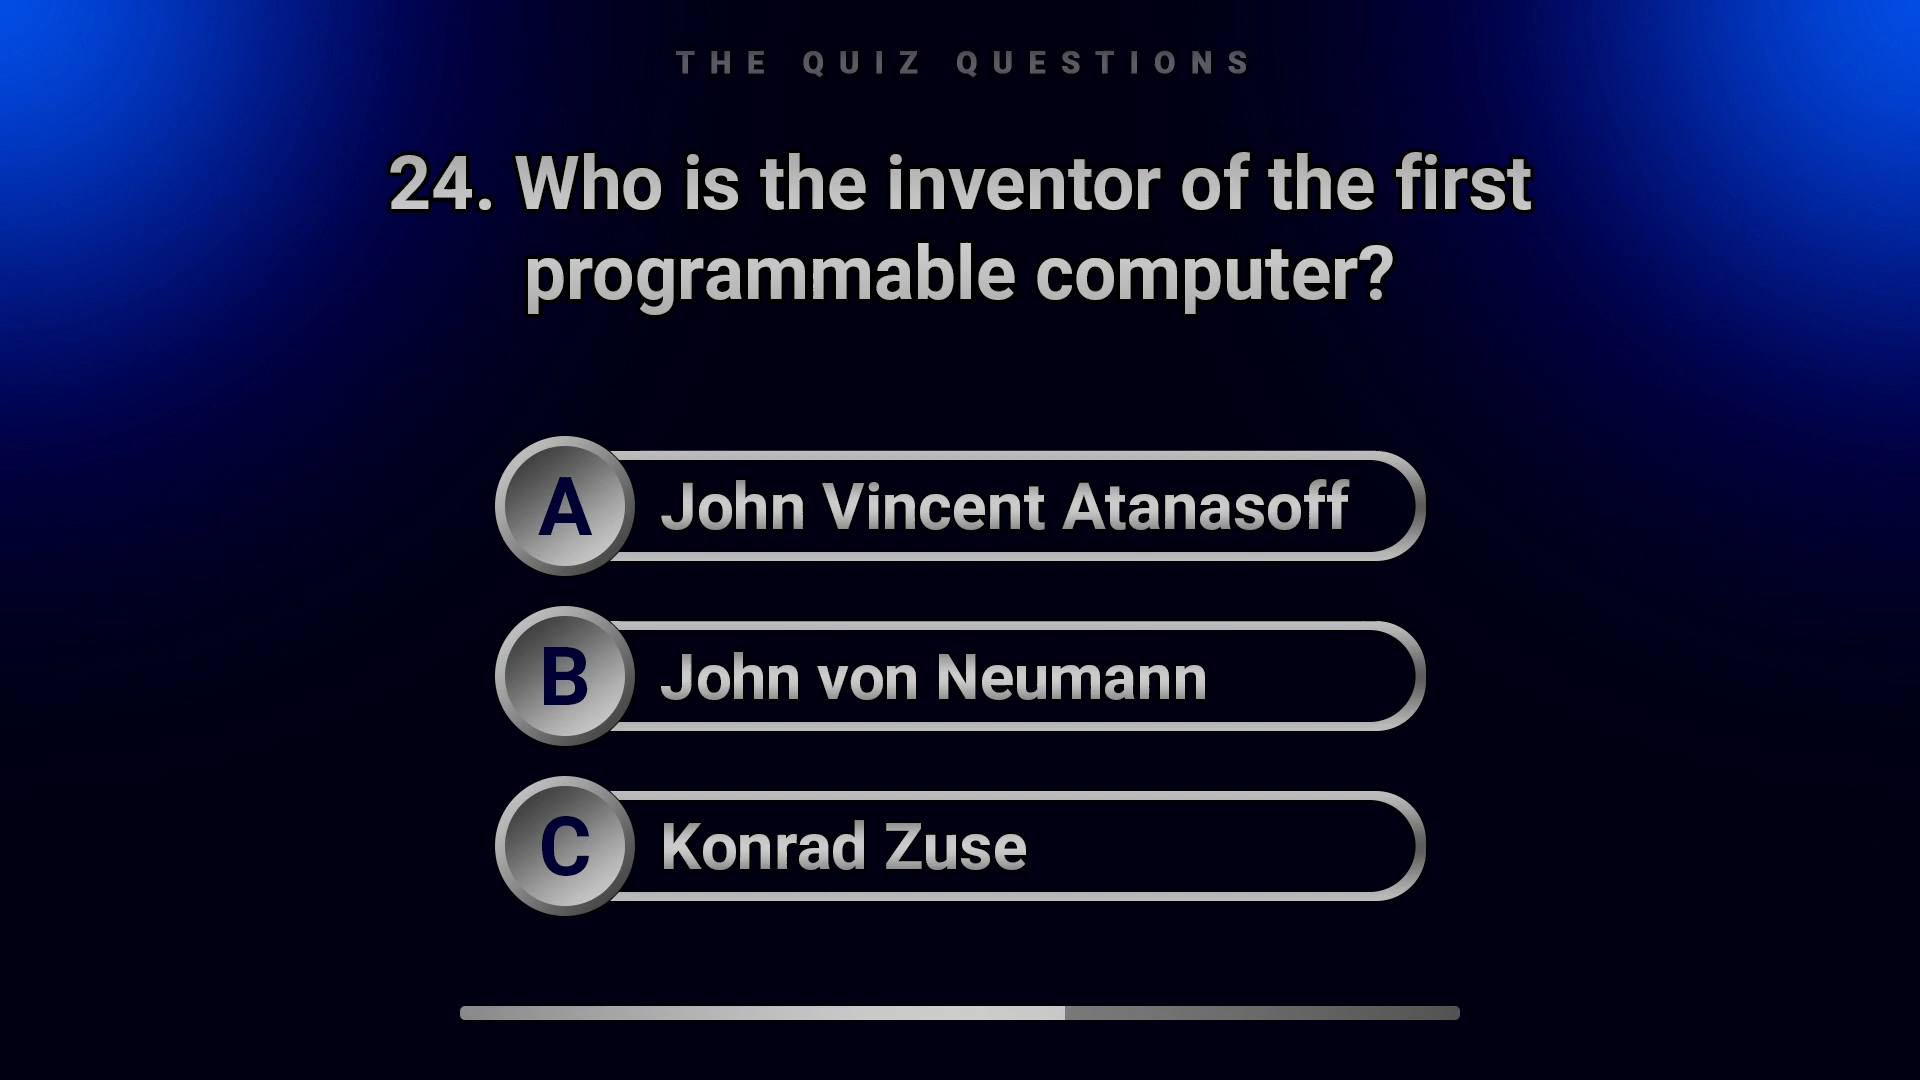 THE QUIZ QUESTIONS
24. Who is the inventor of the first
programmable computer?
A John Vincent Atanasoff
B John von Neumann
C Konrad Zuse